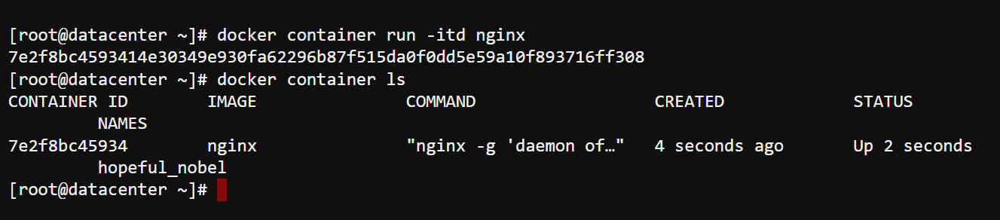 [root@datacenter ~]# docker container run -itd nginx
7e2f8bc4593414e30349e930fa62296b87f515da0f0dd5e59a10f893716ff308
[root@datacenter ~]# docker container ls
CONTAINER ID        IMAGE               COMMAND                  CREATED             STATUS
         NAMES
7e2f8bc45934        nginx               "nginx -g 'daemon of…"   4 seconds ago       Up 2 seconds
         hopeful_nobel
[root@datacenter ~]#